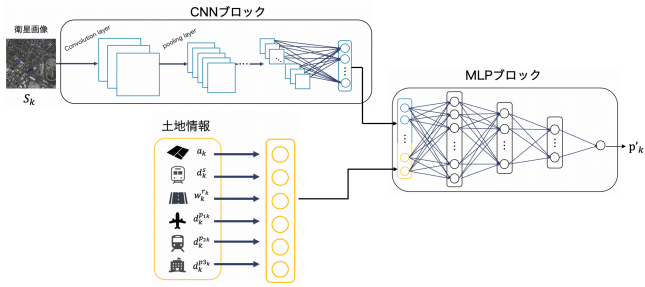 CNNブロック
衛星画像
Convolution layer
pooling layer
S_k
MLPブロック
土地情報
a_k
d_k^s
w_k^{r_k}
d_k^{p_{1k}}
d_k^{p_{2k}}
d_k^{p3_k}
p'_k